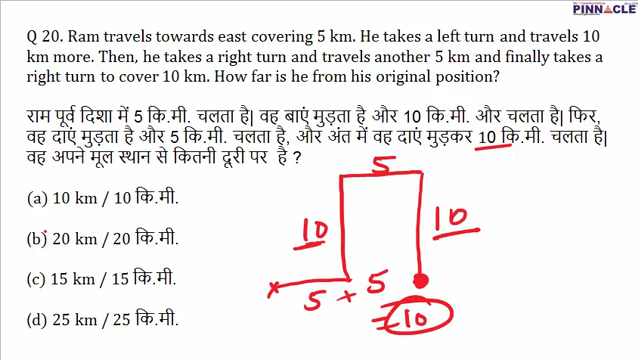 PINNACLE
Q 20. Ram travels towards east covering 5 km. He takes a left turn and travels 10
km more. Then, he takes a right turn and travels another 5 km and finally takes a
right turn to cover 10 km. How far is he from his original position?
राम पूर्व दिशा में 5 कि.मी. चलता है| वह बाएं मुड़ता है और 10 कि.मी. और चलता है| फिर,
वह दाएं मुड़ता है और 5 कि.मी. चलता है, और अंत में वह दाएं मुड़कर 10 कि.मी. चलता है|
वह अपने मूल स्थान से कितनी दूरी पर है ?
(a) 10 km / 10 कि.मी.
(b) 20 km / 20 कि.मी.
(c) 15 km / 15 कि.मी.
(d) 25 km / 25 कि.मी.
5
10
10
5 + 5
= 10